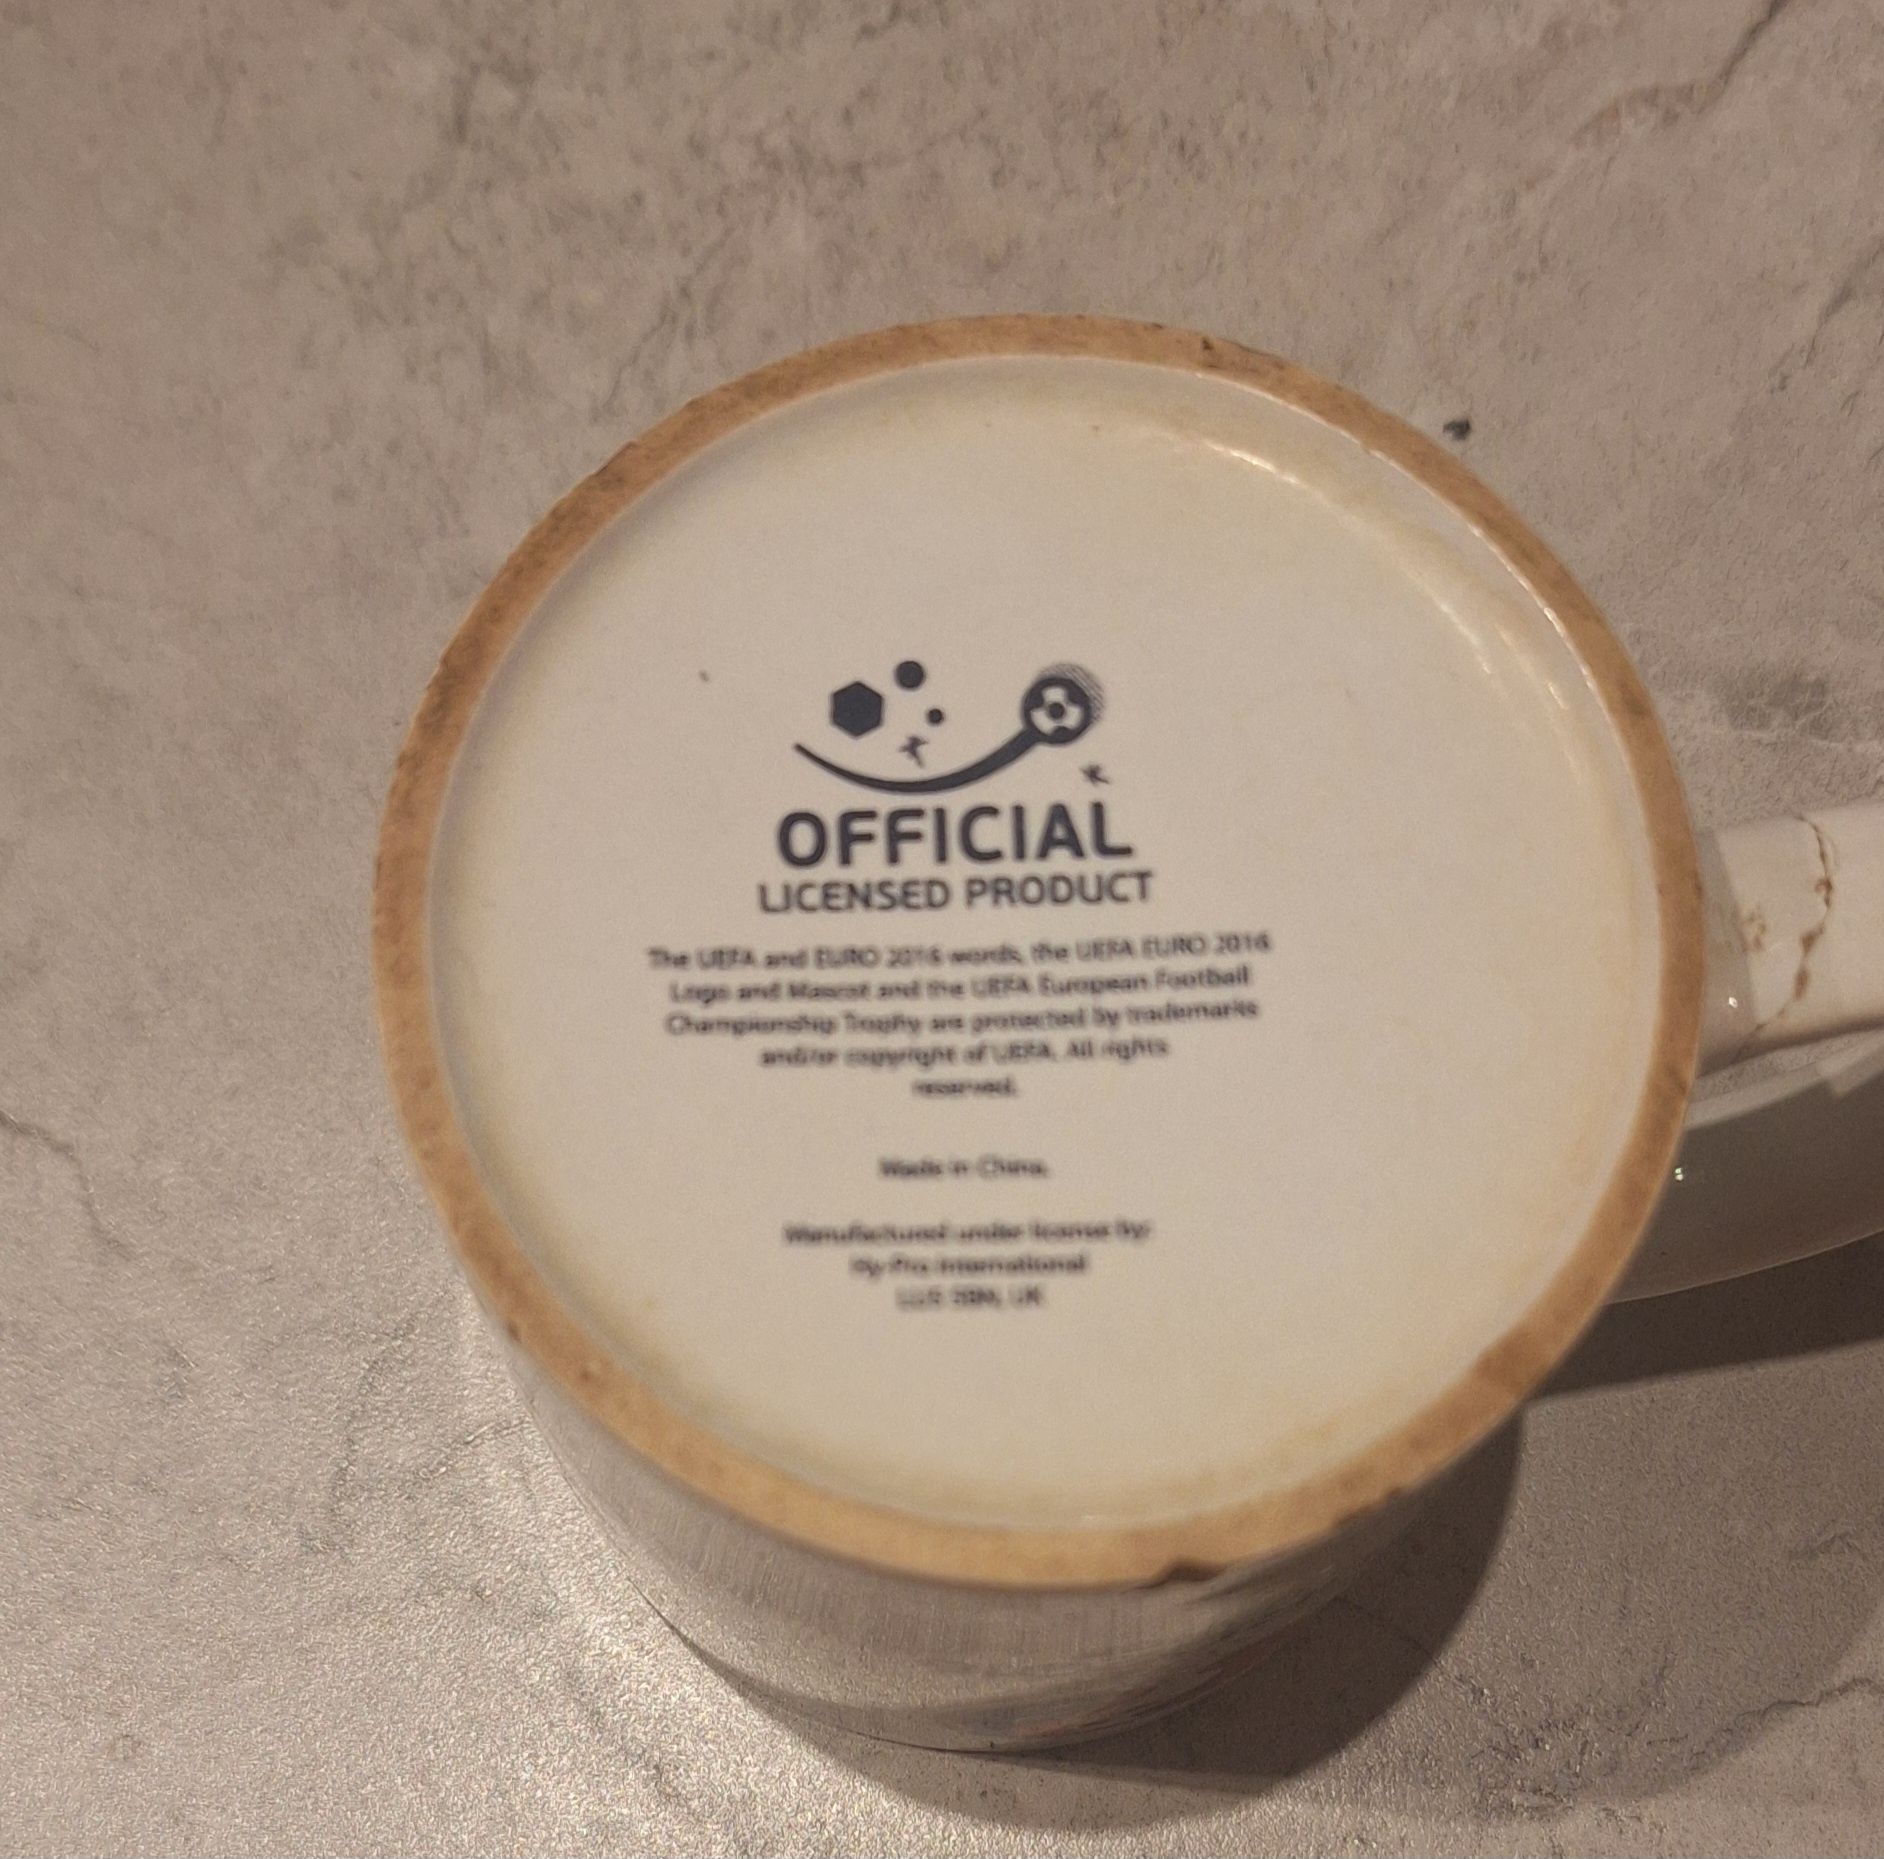 OFFICIAL
LICENSED PRODUCT
The UEFA and EURO 2016 words, the UEFA EURO 2016
Logo and Mascot and the UEFA European Football
Championship Trophy are protected by trademarks
and/or copyright of UEFA. All rights
reserved.
Made in China.
Manufactured under license by:
Hy-Pro International
UK